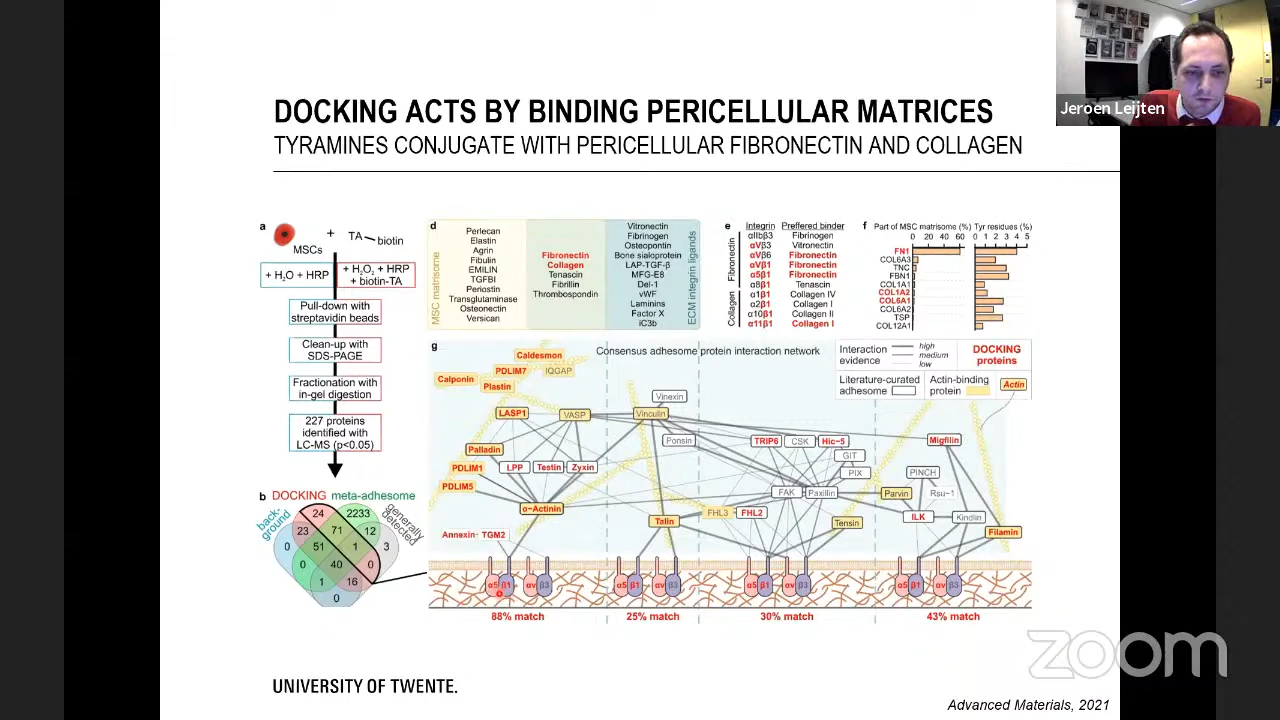 Jeroen Leijten
DOCKING ACTS BY BINDING PERICELLULAR MATRICES
TYRAMINES CONJUGATE WITH PERICELLULAR FIBRONECTIN AND COLLAGEN
a
MSCs
+
TA
biotin
+ H₂O + HRP
+ H₂O₂ + HRP
+ biotin-TA
Pull-down with
streptavidin beads
Clean-up with
SDS-PAGE
Fractionation with
in-gel digestion
227 proteins
identified with
LC-MS (p<0.05)
b
DOCKING meta-adhesome
back-
ground
generally
detected
24
2233
23
71
12
0
51
1
3
0
40
0
1
16
0
d
MSC matrisome
Perlecan
Elastin
Agrin
Fibulin
EMILIN
TGFBI
Periostin
Transglutaminase
Osteonectin
Versican
Fibronectin
Collagen
Tenascin
Fibrillin
Thrombospondin
Vitronectin
Fibrinogen
Osteopontin
Bone sialoprotein
LAP-TGF-β
MFG-E8
Del-1
vWF
Laminins
Factor X
iC3b
ECM integrin ligands
e
Integrin Preffered binder
Fibronectin
αIIbβ3 Fibrinogen
αVβ3 Vitronectin
αVβ6 Fibronectin
αVβ1 Fibronectin
α5β1 Fibronectin
α8β1 Tenascin
Collagen
α1β1 Collagen IV
α2β1 Collagen I
α10β1 Collagen II
α11β1 Collagen I
f
Part of MSC matrisome (%) Tyr residues (%)
0 20 40 60 0 1 2 3 4 5
FN1
COL6A3
TNC
FBN1
COL1A1
COL1A2
COL6A1
COL6A2
TSP
COL12A1
g
Consensus adhesome protein interaction network
Interaction
evidence
high
medium
low
DOCKING
proteins
Literature-curated
adhesome
Actin-binding
protein
Actin
Caldesmon
PDLIM7
IQGAP
Calponin
Plastin
Vinexin
LASP1
VASP
Vinculin
Ponsin
TRIP6
CSK
Hic-5
Migfilin
Palladin
GIT
PDLIM1
LPP
Testin
Zyxin
PIX
PINCH
PDLIM5
FAK
Paxillin
Parvin
Rsu-1
α-Actinin
FHL3
FHL2
ILK
Kindlin
Talin
Tensin
Filamin
Annexin
TGM2
α5 β1 αv β3
α5 β1 αv β3
α5 β1 αv β3
α5 β1 αv β3
88% match
25% match
30% match
43% match
zoom
UNIVERSITY OF TWENTE.
Advanced Materials, 2021